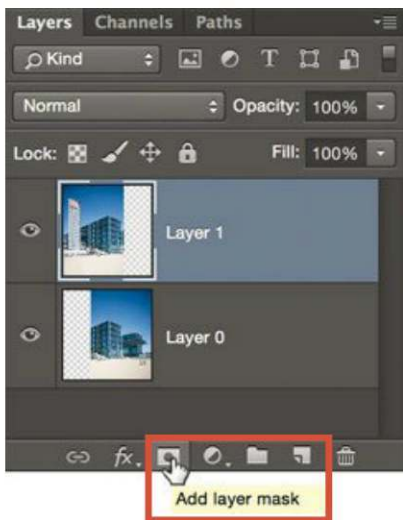 Layers Channels Paths
Kind T
Normal Opacity: 100%
Lock: Fill: 100%
Layer 1
Layer 0
fx.
Add layer mask